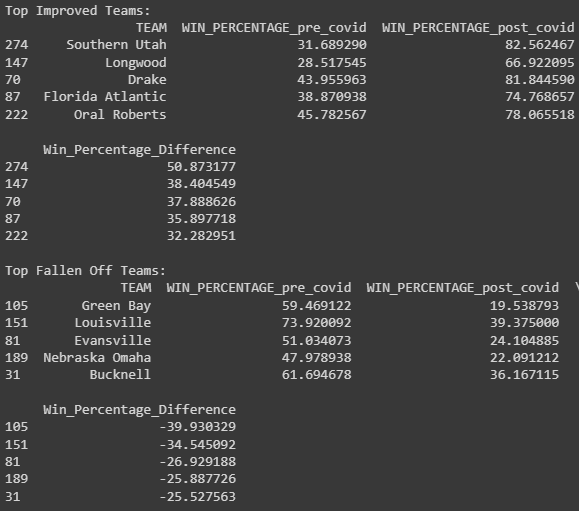 Top Improved Teams:
TEAM WIN_PERCENTAGE_pre_covid WIN_PERCENTAGE_post_covid
274 Southern Utah 31.689290 82.562467
147 Longwood 28.517545 66.922095
70 Drake 43.955963 81.844590
87 Florida Atlantic 38.870938 74.768657
222 Oral Roberts 45.782567 78.065518
Win_Percentage_Difference
274 50.873177
147 38.404549
70 37.888626
87 35.897718
222 32.282951
Top Fallen Off Teams:
TEAM WIN_PERCENTAGE_pre_covid WIN_PERCENTAGE_post_covid \
105 Green Bay 59.469122 19.538793
151 Louisville 73.920092 39.375000
81 Evansville 51.034073 24.104885
189 Nebraska Omaha 47.978938 22.091212
31 Bucknell 61.694678 36.167115
Win_Percentage_Difference
105 -39.930329
151 -34.545092
81 -26.929188
189 -25.887726
31 -25.527563